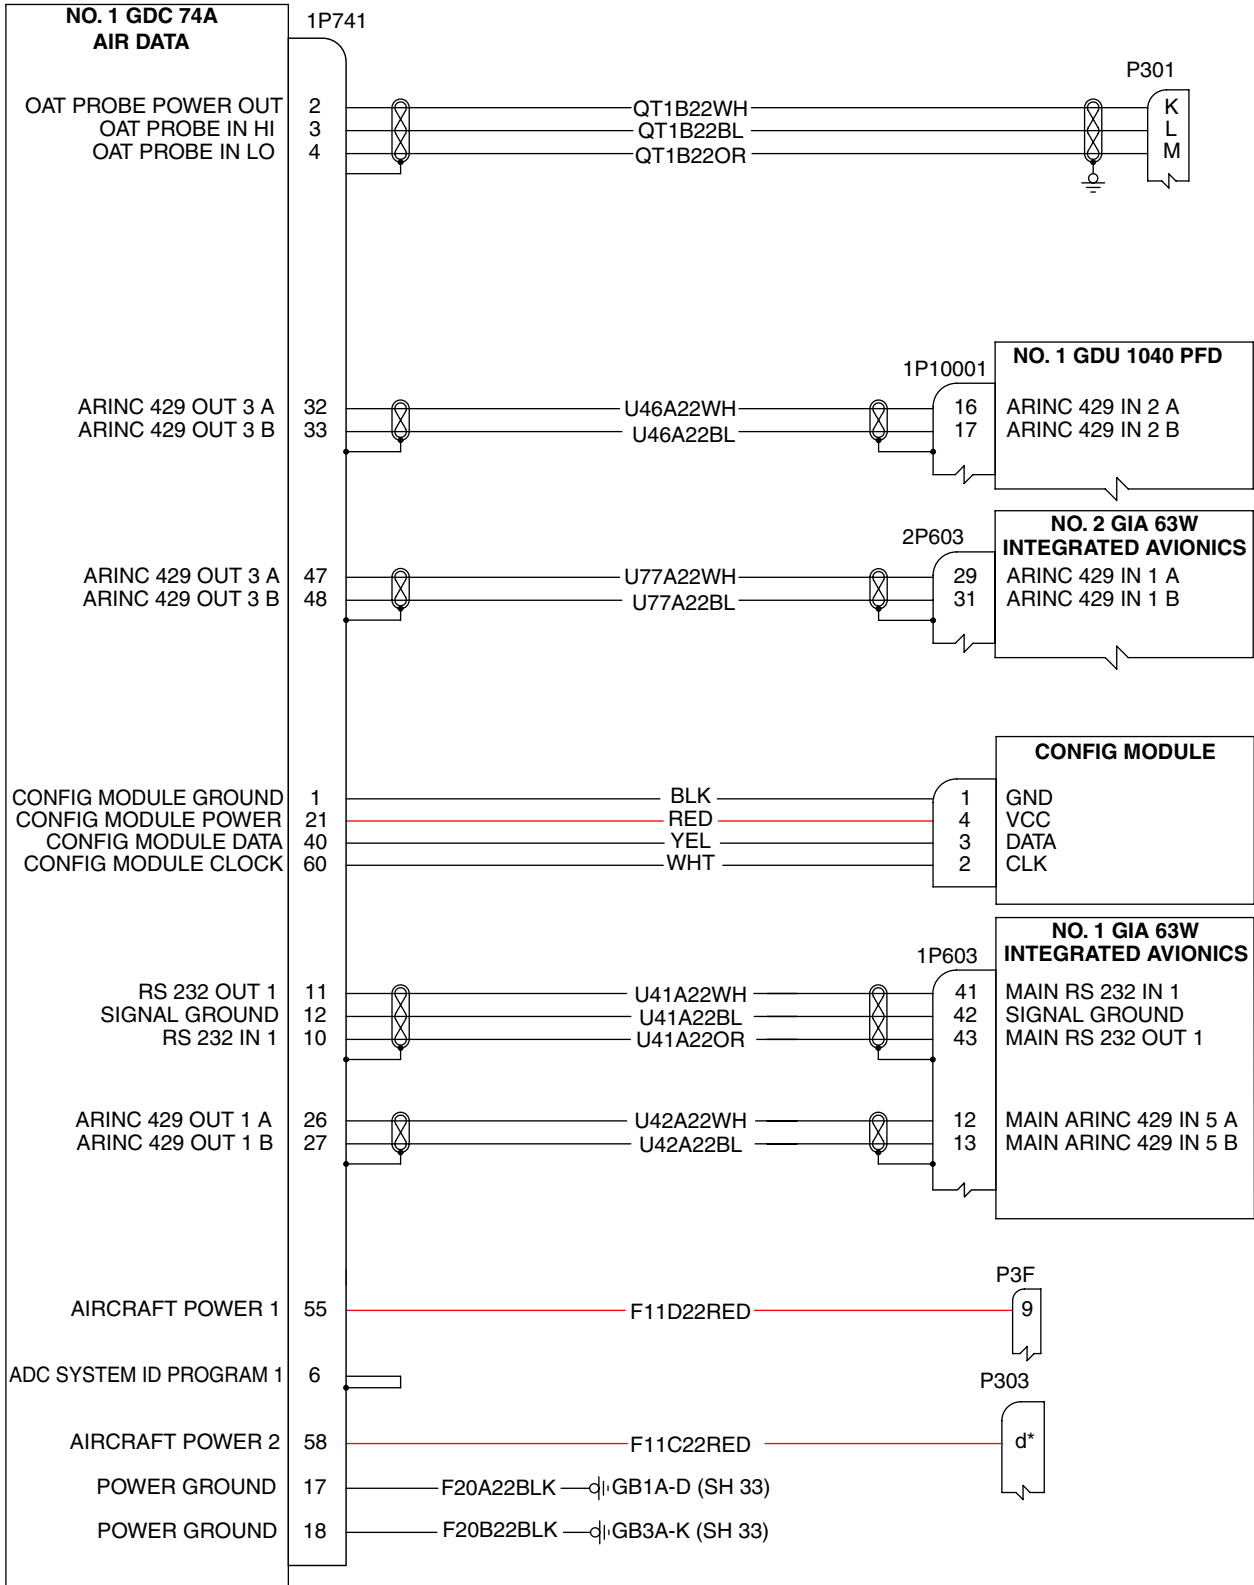 NO. 1 GDC 74A
AIR DATA
1P741
P301
OAT PROBE POWER OUT 2 QT1B22WH K
OAT PROBE IN HI 3 QT1B22BL L
OAT PROBE IN LO 4 QT1B22OR M
NO. 1 GDU 1040 PFD
1P10001
ARINC 429 OUT 3 A 32 U46A22WH 16 ARINC 429 IN 2 A
ARINC 429 OUT 3 B 33 U46A22BL 17 ARINC 429 IN 2 B
NO. 2 GIA 63W
INTEGRATED AVIONICS
2P603
ARINC 429 OUT 3 A 47 U77A22WH 29 ARINC 429 IN 1 A
ARINC 429 OUT 3 B 48 U77A22BL 31 ARINC 429 IN 1 B
CONFIG MODULE
CONFIG MODULE GROUND 1 BLK 1 GND
CONFIG MODULE POWER 21 RED 4 VCC
CONFIG MODULE DATA 40 YEL 3 DATA
CONFIG MODULE CLOCK 60 WHT 2 CLK
NO. 1 GIA 63W
INTEGRATED AVIONICS
1P603
RS 232 OUT 1 11 U41A22WH 41 MAIN RS 232 IN 1
SIGNAL GROUND 12 U41A22BL 42 SIGNAL GROUND
RS 232 IN 1 10 U41A22OR 43 MAIN RS 232 OUT 1
ARINC 429 OUT 1 A 26 U42A22WH 12 MAIN ARINC 429 IN 5 A
ARINC 429 OUT 1 B 27 U42A22BL 13 MAIN ARINC 429 IN 5 B
P3F
AIRCRAFT POWER 1 55 F11D22RED 9
ADC SYSTEM ID PROGRAM 1 6
P303
AIRCRAFT POWER 2 58 F11C22RED d*
POWER GROUND 17 F20A22BLK GB1A-D (SH 33)
POWER GROUND 18 F20B22BLK GB3A-K (SH 33)